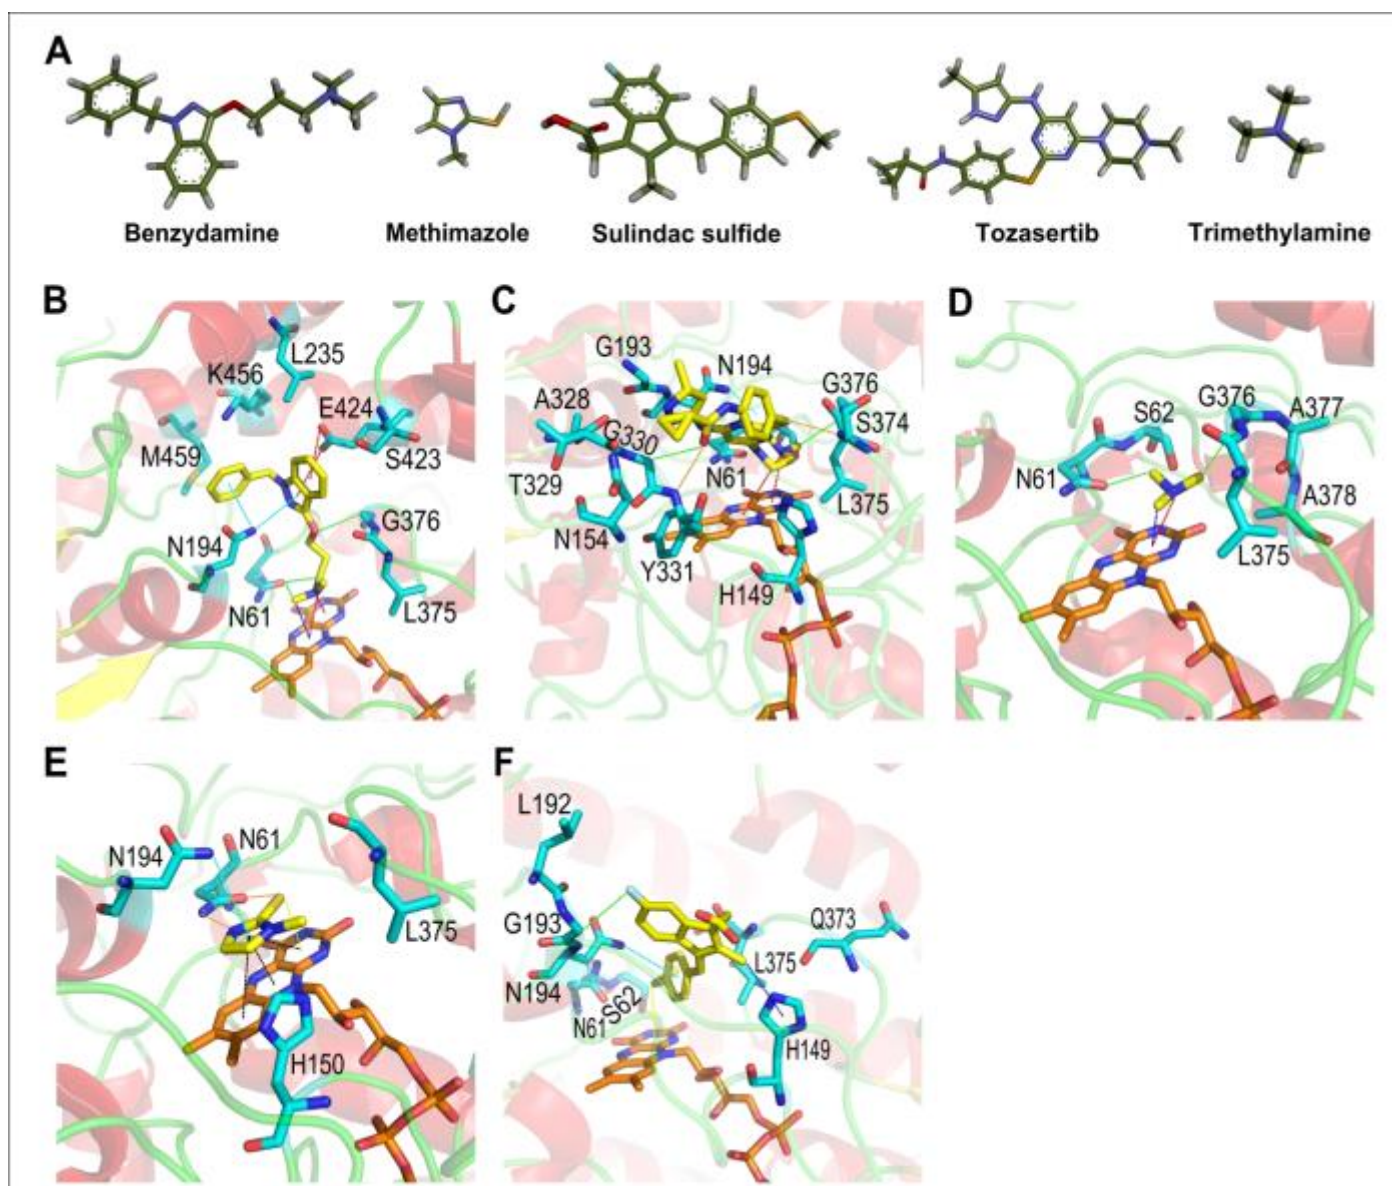 A
Benzydamine
Methimazole
Sulindac sulfide
Tozasertib
Trimethylamine
B
L235
K456
E424
M459
S423
G376
N194
N61
L375
C
G193
N194
G376
A328
S374
G330
N61
T329
L375
N154
Y331
H149
D
G376
S62
A377
N61
A378
L375
E
N61
N194
L375
H150
F
L192
Q373
G193
L375
N194
S62
N61
H149